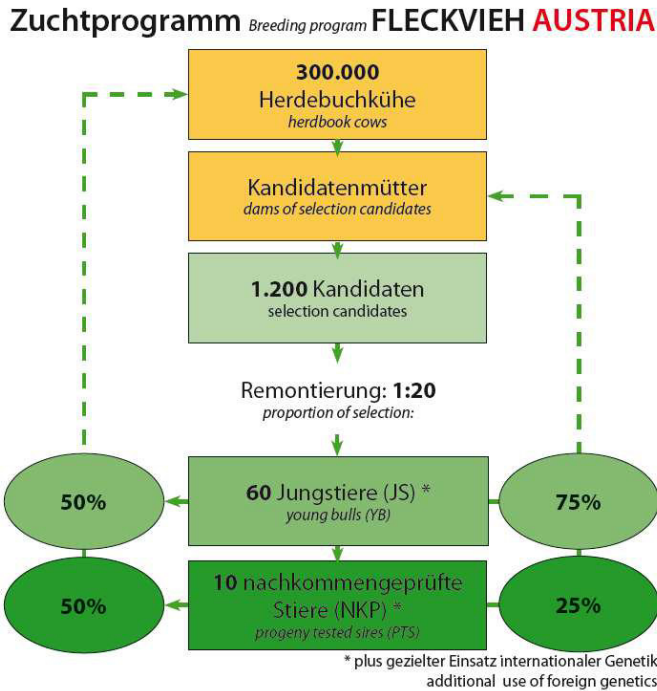 Zuchtprogramm Breeding program FLECKVIEH AUSTRIA
300.000
Herdebuchkühe
herdbook cows
Kandidatenmütter
dams of selection candidates
1.200 Kandidaten
selection candidates
Remontierung: 1:20
proportion of selection:
50%
60 Jungstiere (JS) *
young bulls (YB)
75%
50%
10 nachkommengeprüfte
Stiere (NKP) *
progeny tested sires (PTS)
25%
* plus gezielter Einsatz internationaler Genetik
additional use of foreign genetics